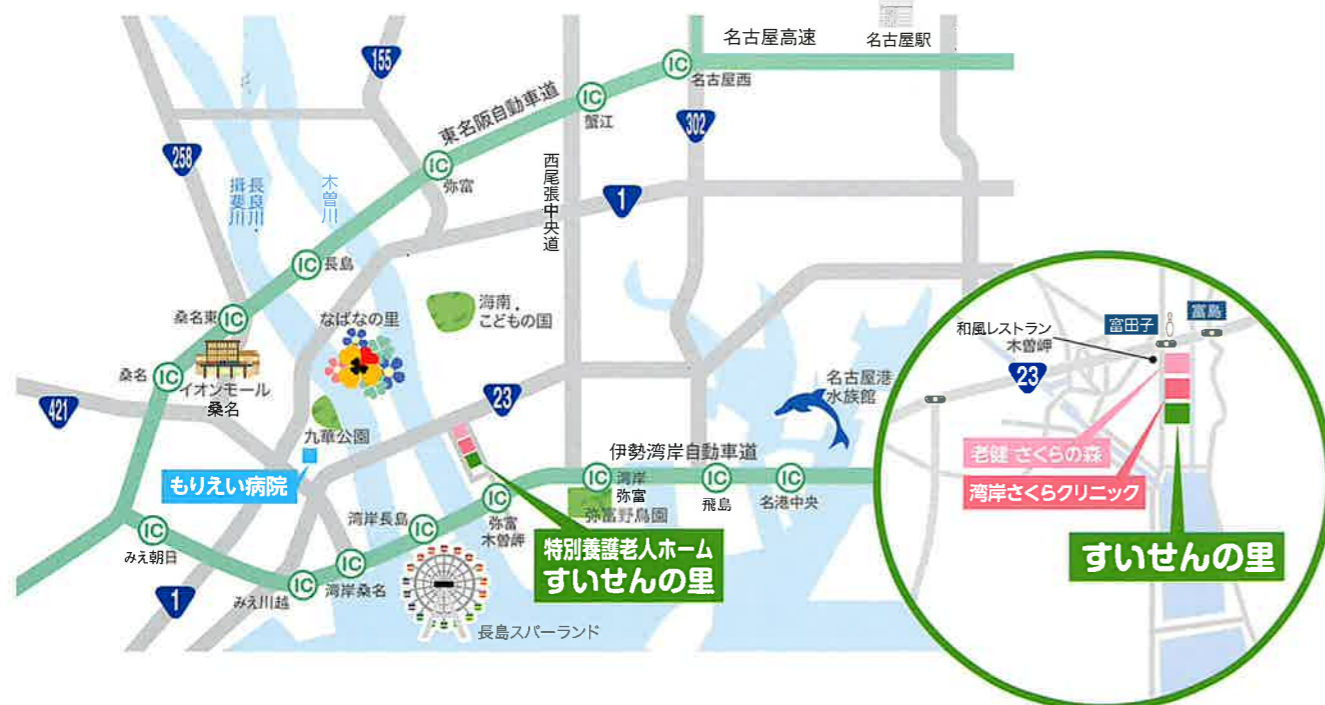 名古屋高速
名古屋駅
155
IC
名古屋西
東名阪自動車道
IC
蟹江
302
258
IC
弥富
西尾張中央道
1
揖斐川
長良川
木曽川
IC
長島
海南
こどもの国
桑名東
IC
なばなの里
桑名
IC
イオンモール
桑名
421
23
名古屋港
水族館
九華公園
もりえい病院
伊勢湾岸自動車道
IC
湾岸
弥富
IC
飛島
IC
名港中央
弥富野鳥園
IC
弥富
木曽岬
湾岸長島
IC
特別養護老人ホーム
すいせんの里
IC
みえ朝日
IC
湾岸桑名
IC
みえ川越
1
長島スパーランド
富田子
富島
和風レストラン
木曽岬
23
老健 さくらの森
湾岸さくらクリニック
すいせんの里